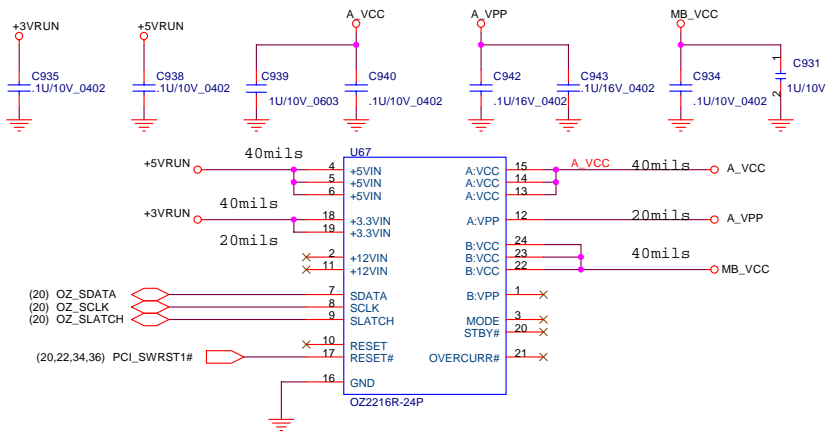 +3VRUN
+5VRUN
A_VCC
A_VPP
MB_VCC
C935
.1U/10V_0402
C938
.1U/10V_0402
C939
1U/10V_0603
C940
.1U/10V_0402
C942
.1U/16V_0402
C943
.1U/16V_0402
C934
.1U/10V_0402
1
C931
1U/10V
2
U67
+5VRUN
40mils
4 +5VIN
5 +5VIN
6 +5VIN
+3VRUN
40mils
18 +3.3VIN
19 +3.3VIN
20mils
2 +12VIN
11 +12VIN
(20) OZ_SDATA 7 SDATA
(20) OZ_SCLK 8 SCLK
(20) OZ_SLATCH 9 SLATCH
10 RESET
(20,22,34,36) PCI_SWRST1# 17 RESET#
16 GND
A:VCC 15 A_VCC 40mils A_VCC
A:VCC 14
A:VCC 13
A:VPP 12 20mils A_VPP
B:VCC 24
B:VCC 23 40mils
B:VCC 22 MB_VCC
B:VPP 1
MODE 3
STBY# 20
OVERCURR# 21
OZ2216R-24P